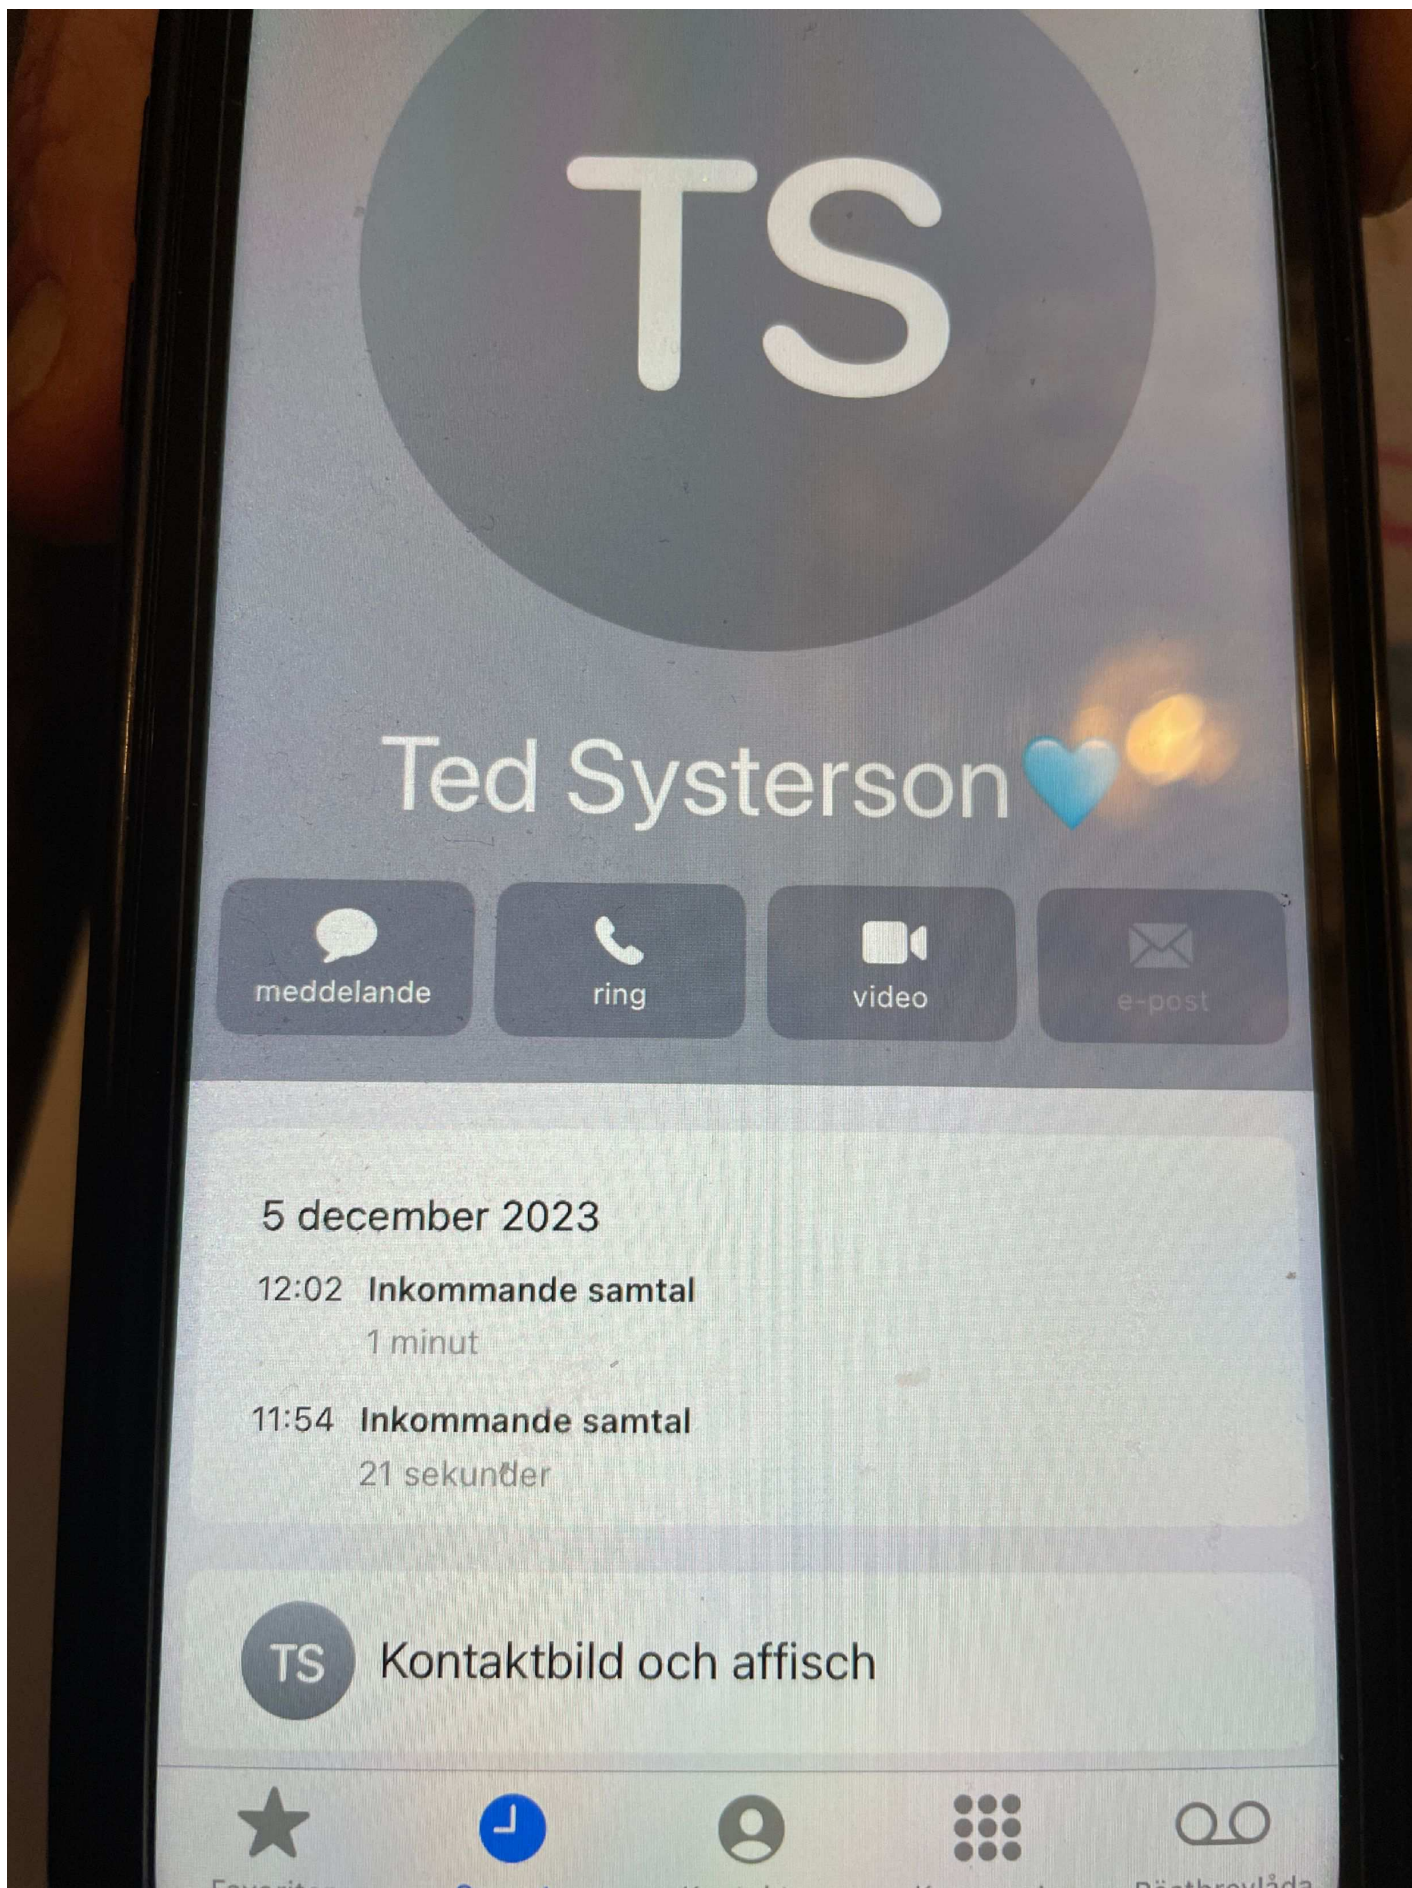 TS
Ted Systerson🩵
meddelande
ring
video
e-post
5 december 2023
12:02 Inkommande samtal
1 minut
11:54 Inkommande samtal
21 sekunder
TS Kontaktbild och affisch